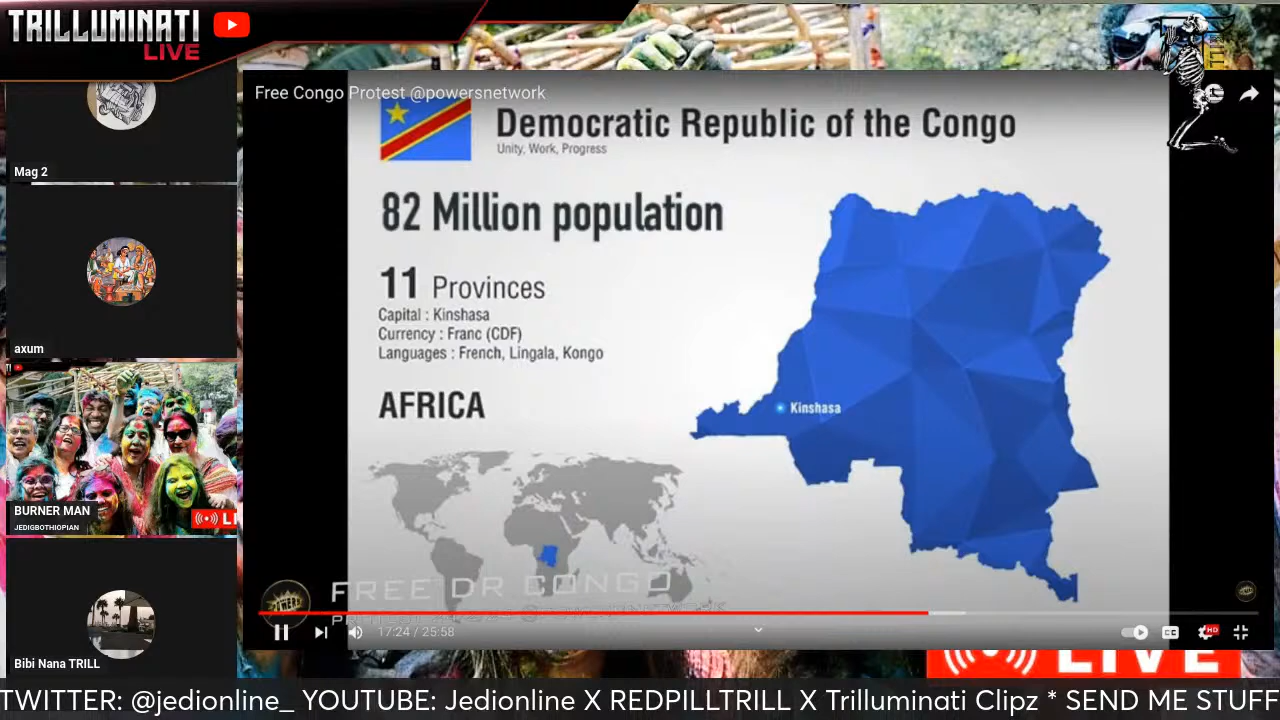 TRILLUMINATI
LIVE
Mag 2
axum
BURNER MAN
JEDIGBOTHIOPIAN
Bibi Nana TRILL
Free Congo Protest @powersnetwork
Democratic Republic of the Congo
Unity, Work, Progress
82 Million population
11 Provinces
Capital : Kinshasa
Currency : Franc (CDF)
Languages : French, Lingala, Kongo
AFRICA
Kinshasa
FREE DR CONGO
17:24 / 25:58
CC
HD
LIVE
TWITTER: @jedionline_ YOUTUBE: Jedionline X REDPILLTRILL X Trilluminati Clipz * SEND ME STUFF